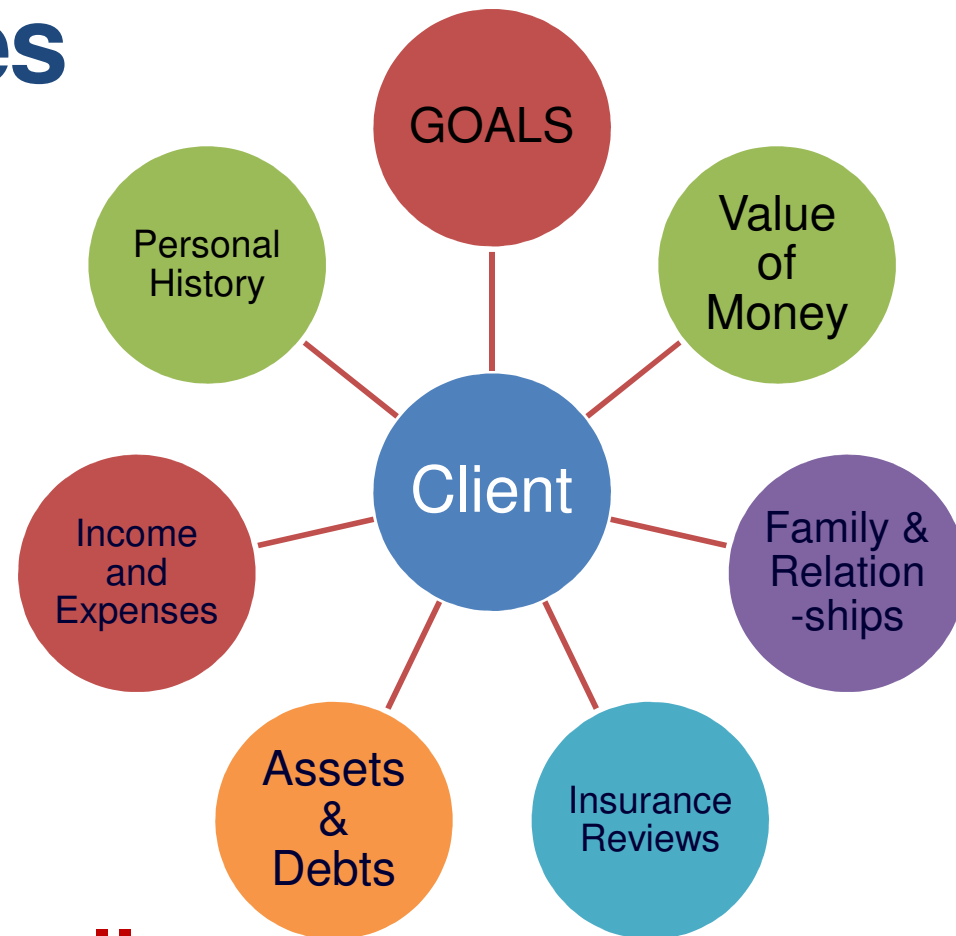 es
GOALS
Value
of
Money
Personal
History
Client
Family &
Relation
-ships
Income
and
Expenses
Assets
&
Debts
Insurance
Reviews